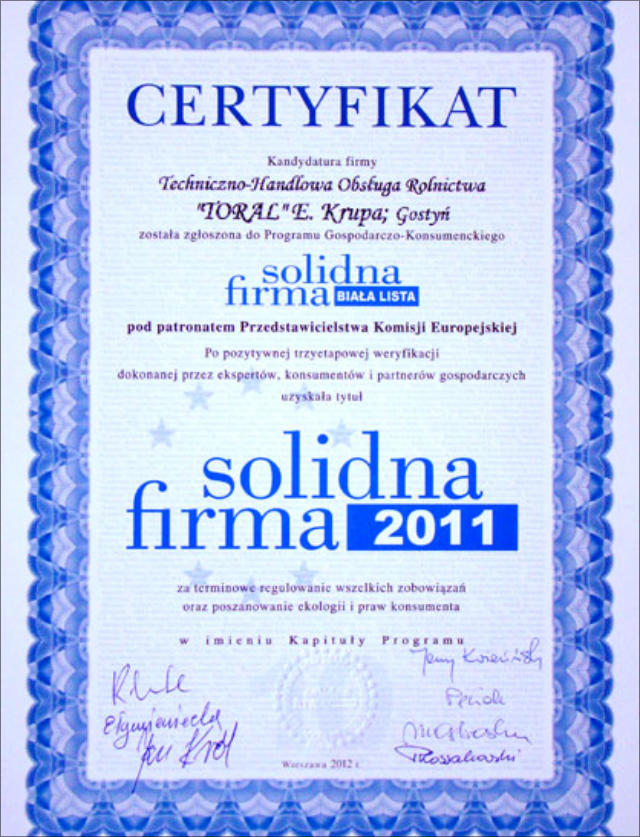 CERTYFIKAT
Kandydatura firmy
Techniczno-Handlowa Obsługa Rolnictwa
"TORAL" E. Krupa; Gostyń
została zgłoszona do Programu Gospodarczo-Konsumenckiego
solidna
firma BIAŁA LISTA
pod patronatem Przedstawicielstwa Komisji Europejskiej
Po pozytywnej trzyetapowej weryfikacji
dokonanej przez ekspertów, konsumentów i partnerów gospodarczych
uzyskała tytuł
solidna
firma 2011
za terminowe regulowanie wszelkich zobowiązań
oraz poszanowanie ekologii i praw konsumenta
w imieniu Kapituły Programu
Warszawa 2012 r.